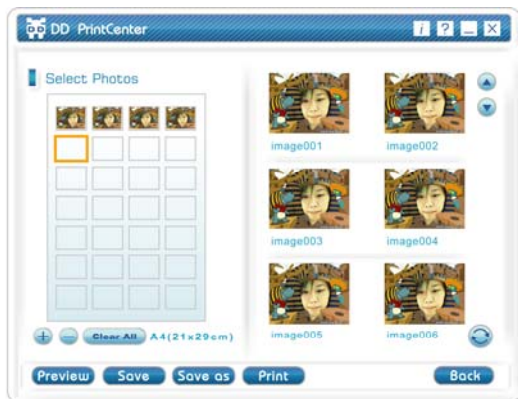 DD PrintCenter
i ? _ X
Select Photos
image001 image002
image003 image004
image005 image006
+ − Clear All A4(21x29cm)
Preview Save Save as Print Back